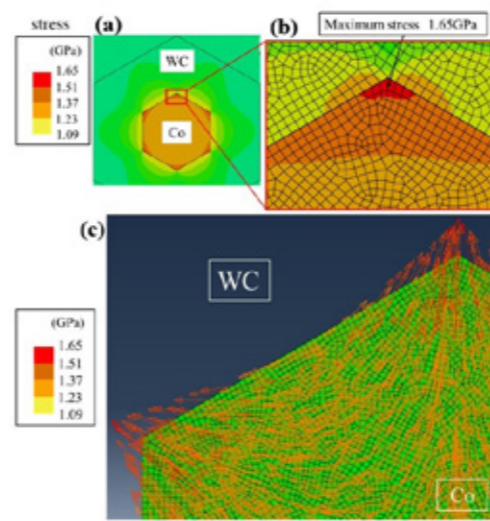 stress
(GPa)
1.65
1.51
1.37
1.23
1.09
(a)
WC
Co
Maximum stress 1.65GPa
(b)
(c)
WC
(GPa)
1.65
1.51
1.37
1.23
1.09
Co